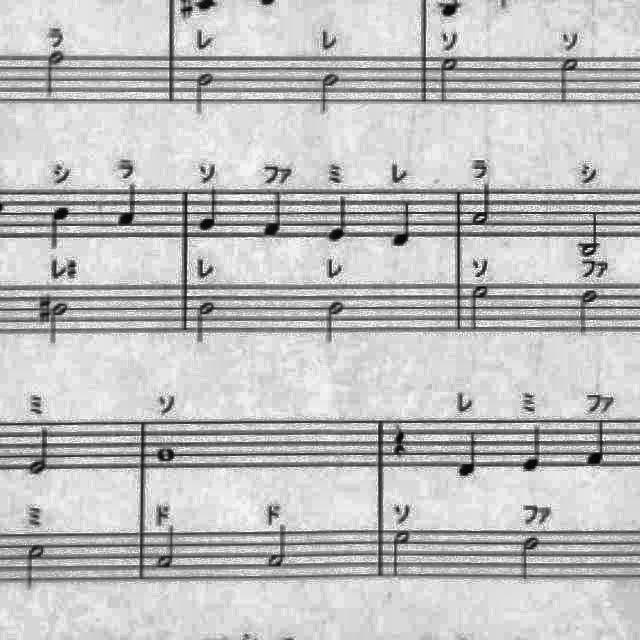 ラ レ レ ソ ソ
シ ラ ソ ファ ミ レ ラ シ
レ# レ レ ソ ファ
ミ ソ レ ミ ファ
ミ ド ド ソ ファ